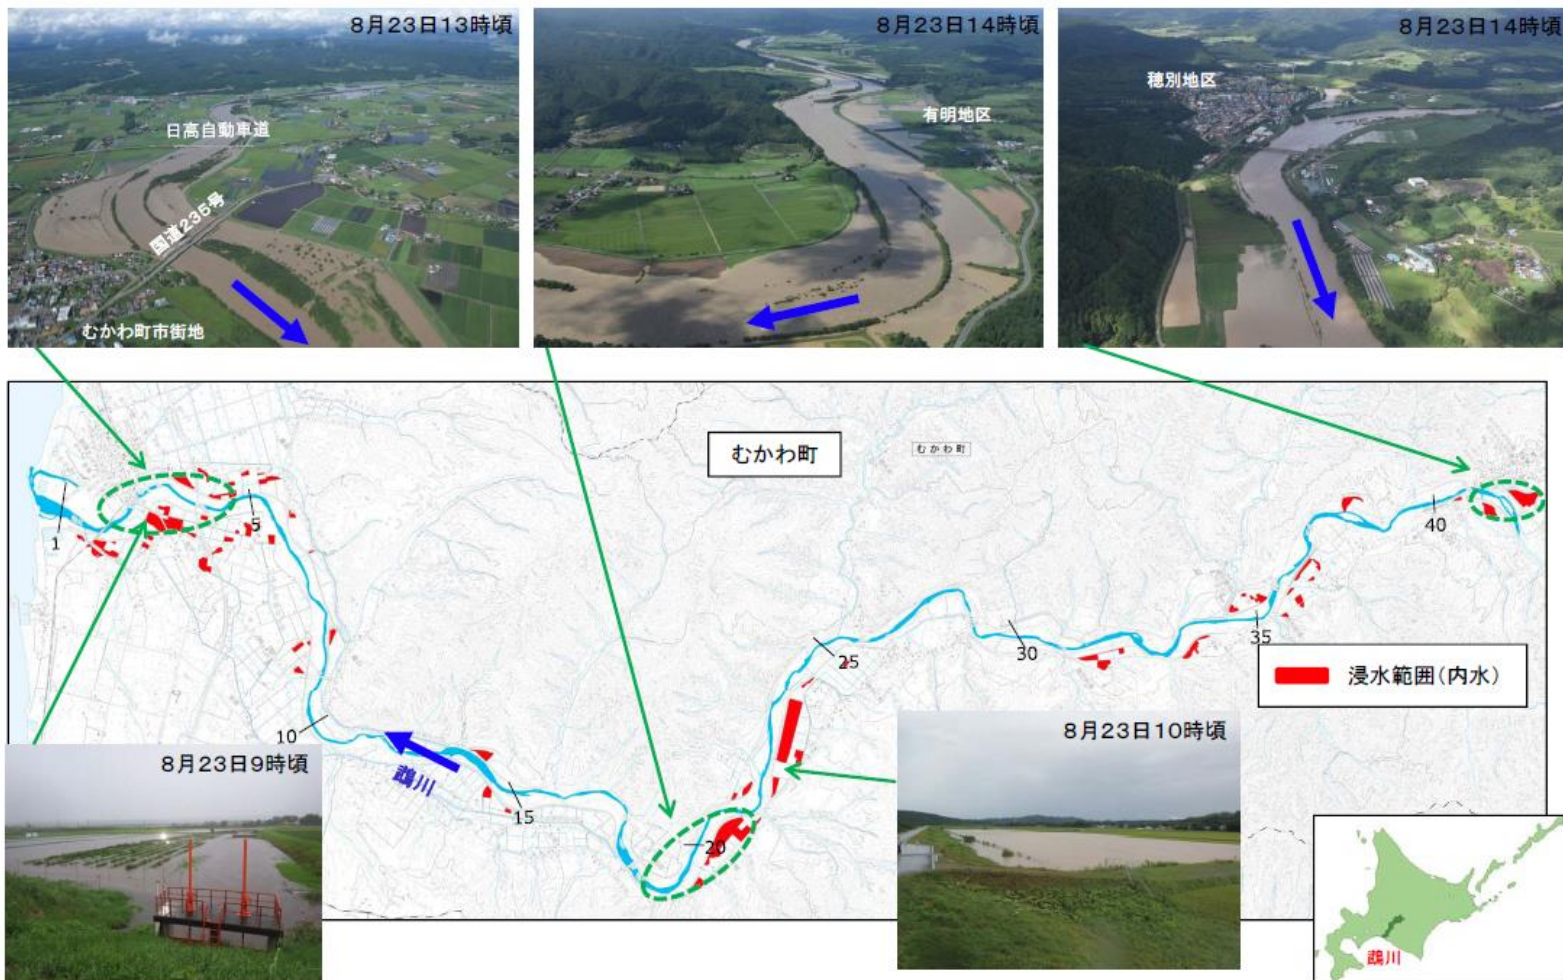 8月23日13時頃
日高自動車道
国道235号
むかわ町市街地
8月23日14時頃
有明地区
8月23日14時頃
穂別地区
むかわ町
むかわ町
1
5
10
15
20
25
30
35
40
鵡川
浸水範囲(内水)
8月23日9時頃
8月23日10時頃
鵡川